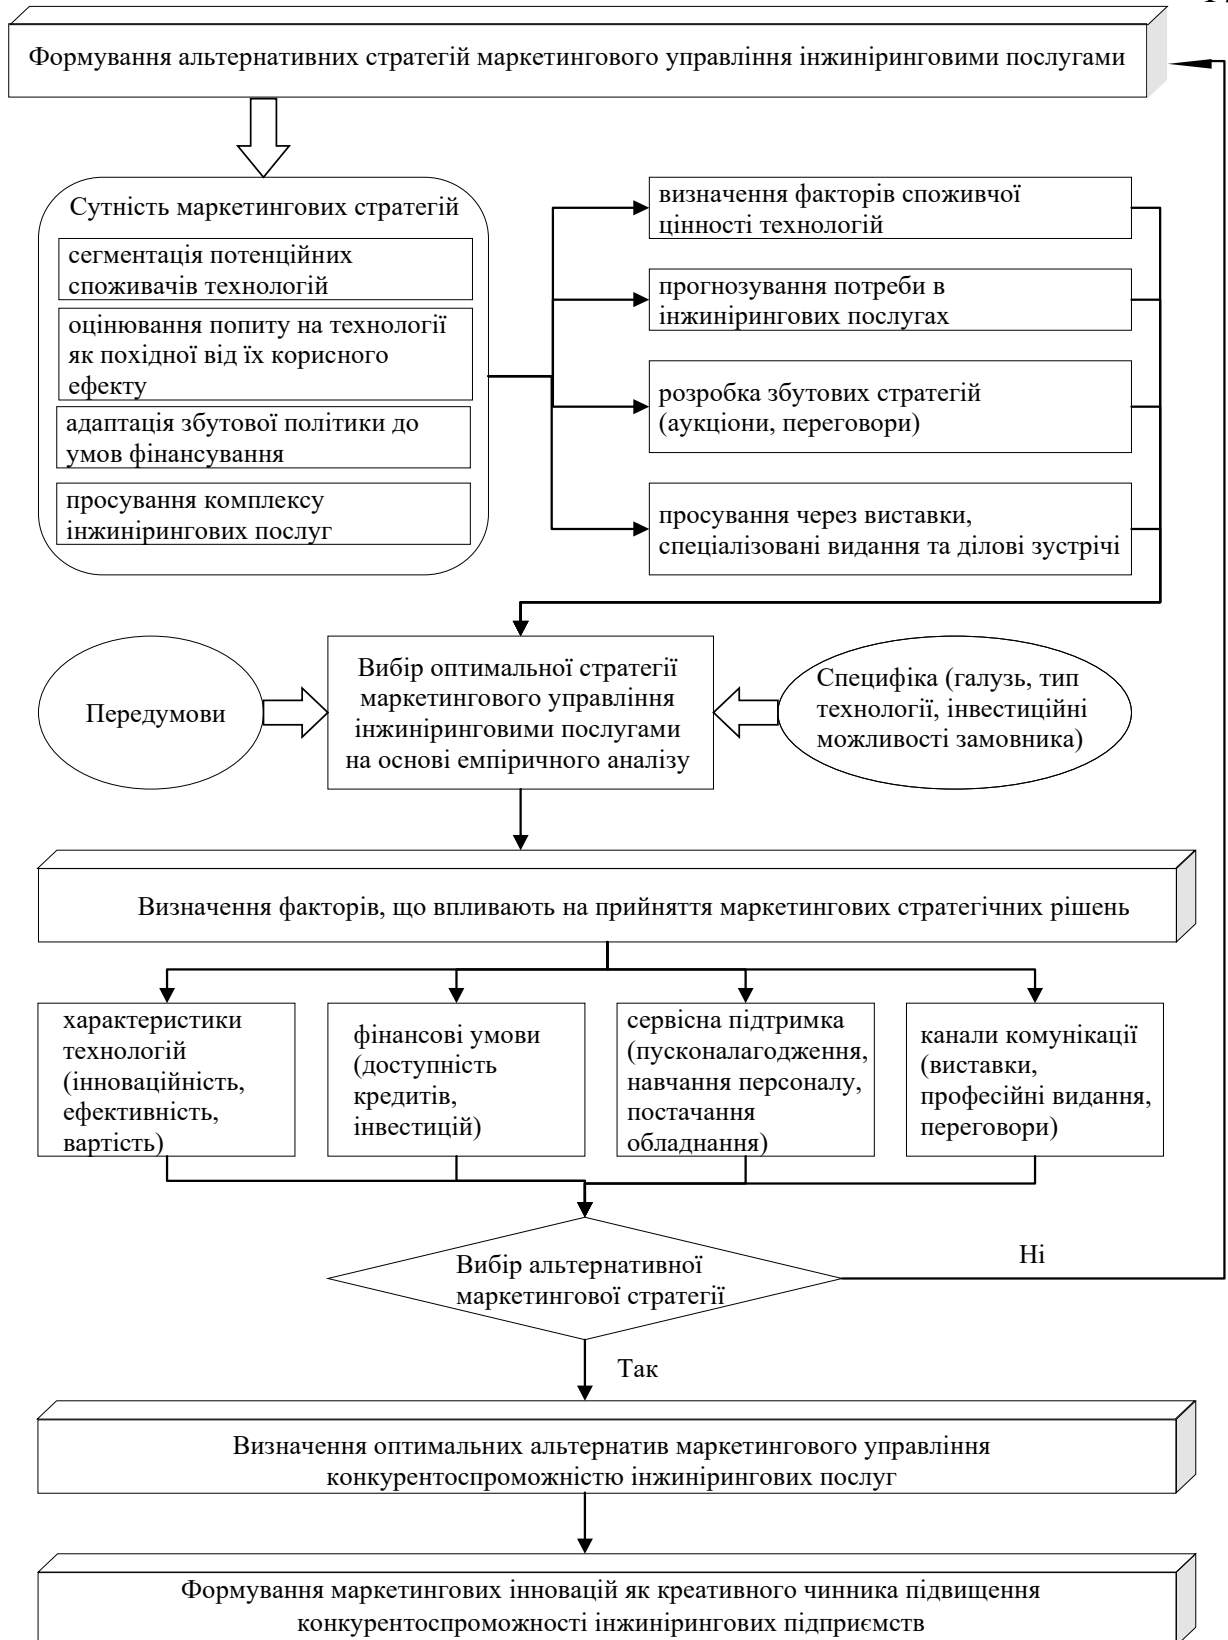 Формування альтернативних стратегій маркетингового управління інжиніринговими послугами
Сутність маркетингових стратегій
сегментація потенційних
споживачів технологій
оцінювання попиту на технології
як похідної від їх корисного
ефекту
адаптація збутової політики до
умов фінансування
просування комплексу
інжинірингових послуг
визначення факторів споживчої
цінності технологій
прогнозування потреби в
інжинірингових послугах
розробка збутових стратегій
(аукціони, переговори)
просування через виставки,
спеціалізовані видання та ділові зустрічі
Передумови
Вибір оптимальної стратегії
маркетингового управління
інжиніринговими послугами
на основі емпіричного аналізу
Специфіка (галузь, тип
технології, інвестиційні
можливості замовника)
Визначення факторів, що впливають на прийняття маркетингових стратегічних рішень
характеристики
технологій
(інноваційність,
ефективність,
вартість)
фінансові умови
(доступність
кредитів,
інвестицій)
сервісна підтримка
(пусконалагодження,
навчання персоналу,
постачання
обладнання)
канали комунікації
(виставки,
професійні видання,
переговори)
Вибір альтернативної
маркетингової стратегії
Ні
Так
Визначення оптимальних альтернатив маркетингового управління
конкурентоспроможністю інжинірингових послуг
Формування маркетингових інновацій як креативного чинника підвищення
конкурентоспроможності інжинірингових підприємств